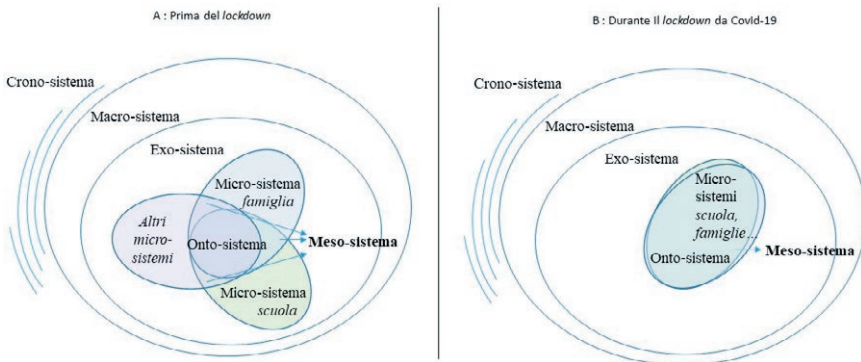 A : Prima del lockdown
Crono-sistema
Macro-sistema
Exo-sistema
Micro-sistema
famiglia
Altri
micro-
sistemi
Onto-sistema
Meso-sistema
Micro-sistema
scuola
B : Durante Il lockdown da CovId-19
Crono-sistema
Macro-sistema
Exo-sistema
Micro-
sistemi
scuola,
famiglie...
Onto-sistema
Meso-sistema